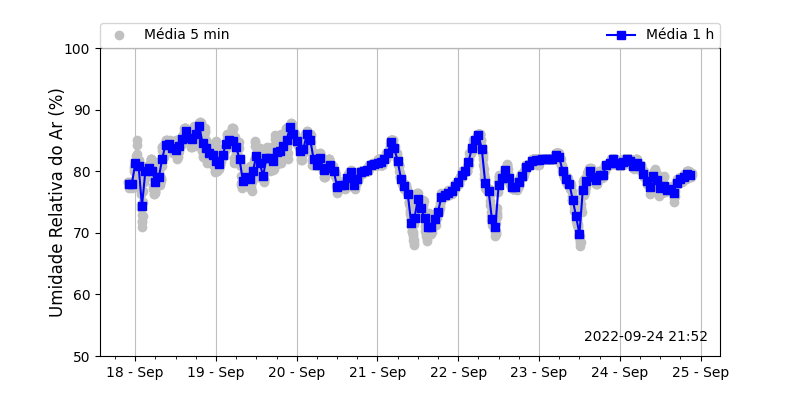 Média 5 min Média 1 h
100
90
80
70
60
50
Umidade Relativa do Ar (%)
2022-09-24 21:52
18 - Sep 19 - Sep 20 - Sep 21 - Sep 22 - Sep 23 - Sep 24 - Sep 25 - Sep